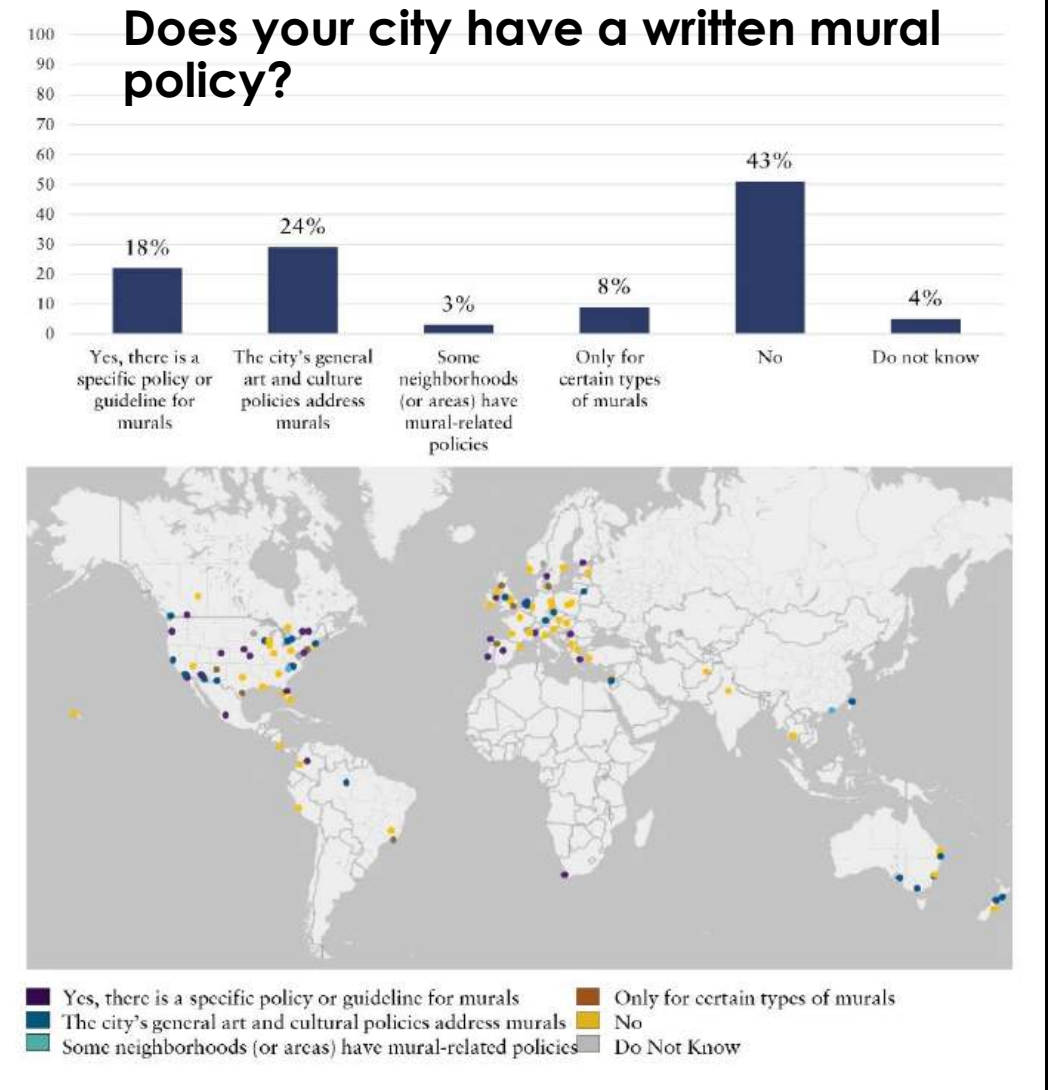 Does your city have a written mural
policy?
100
90
80
70
60
50
40
30
20
10
0
18%
24%
3%
8%
43%
4%
Yes, there is a
specific policy or
guideline for
murals
The city's general
art and culture
policies address
murals
Some
neighborhoods
(or areas) have
mural-related
policies
Only for
certain types
of murals
No
Do not know
Yes, there is a specific policy or guideline for murals
The city's general art and cultural policies address murals
Some neighborhoods (or areas) have mural-related policies
Only for certain types of murals
No
Do Not Know